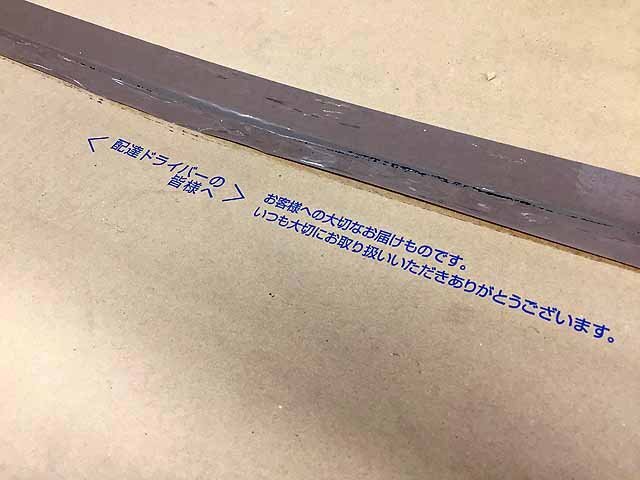 〈 配達ドライバーの
皆様へ 〉
お客様への大切なお届けものです。
いつも大切にお取り扱いいただきありがとうございます。